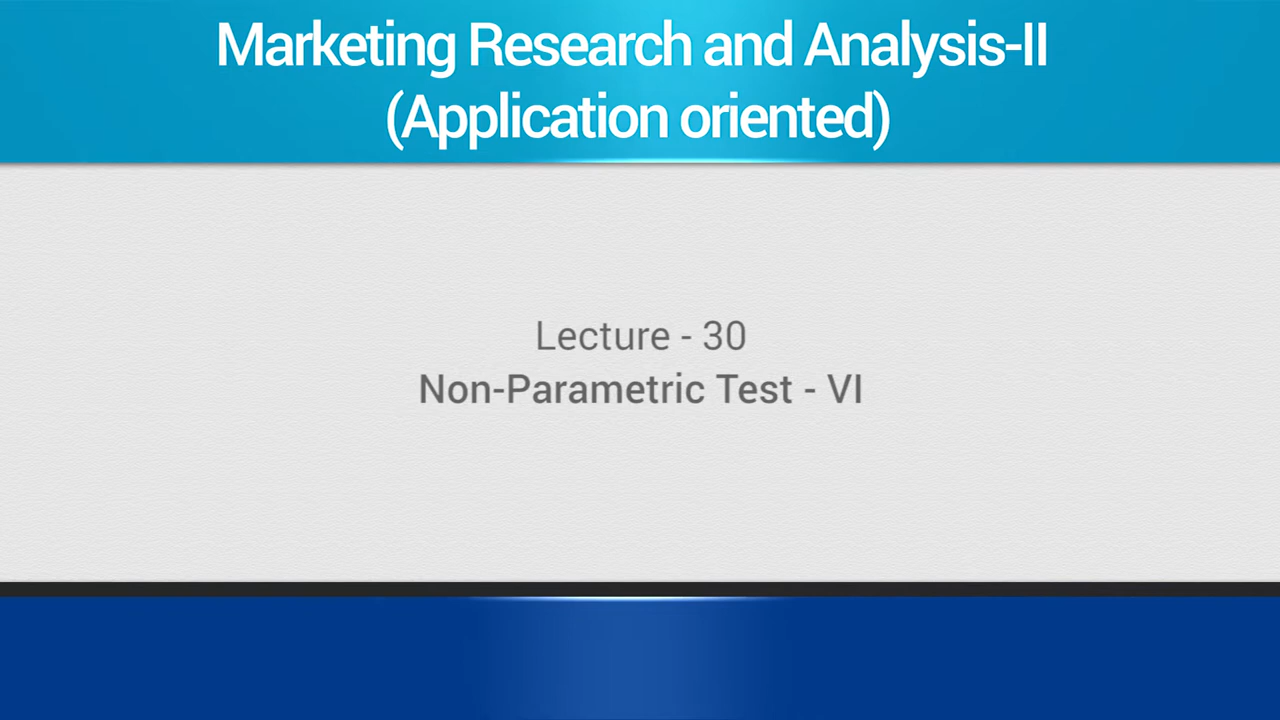 Marketing Research and Analysis-II
(Application oriented)
Lecture - 30
Non-Parametric Test - VI